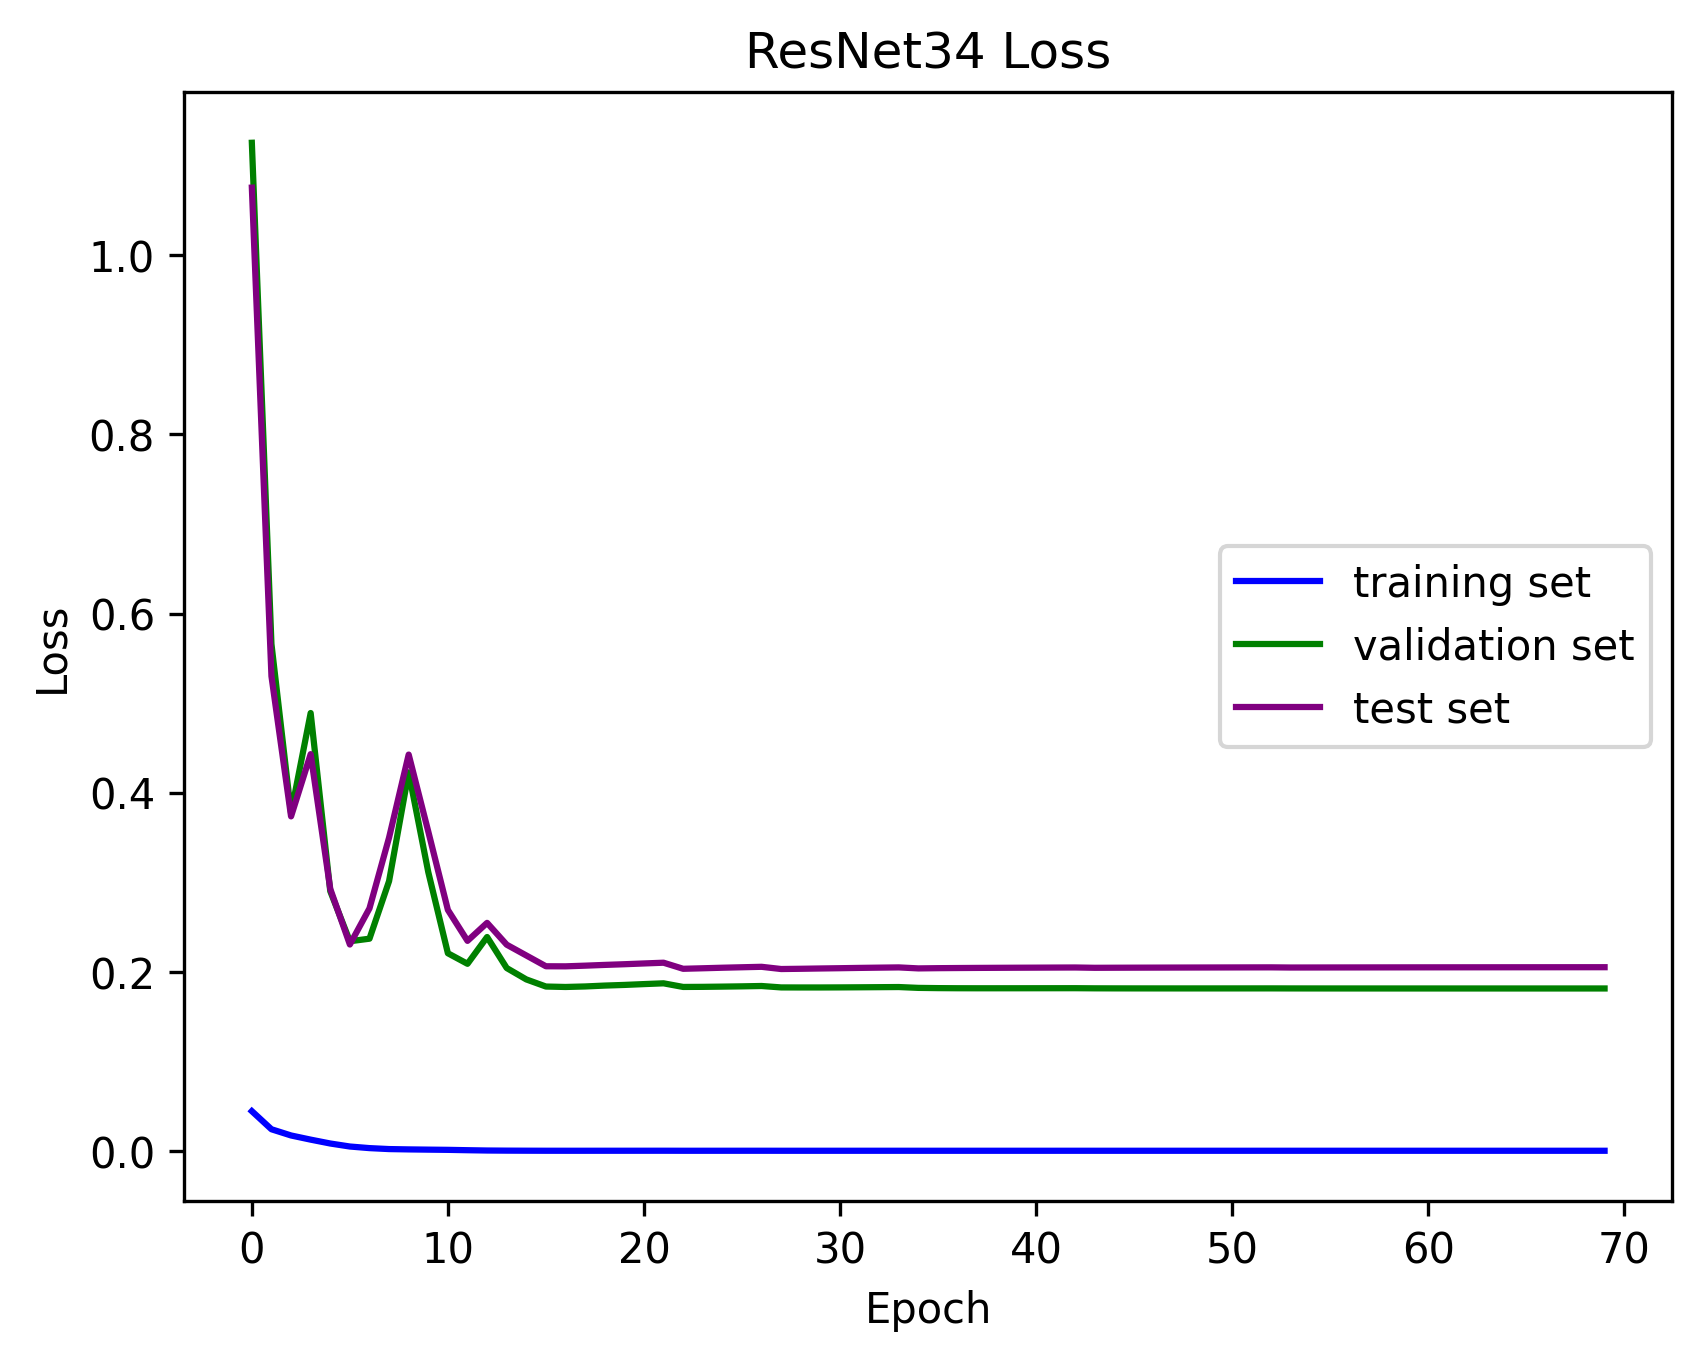 ResNet34 Loss
1.0
0.8
0.6
0.4
0.2
0.0
Loss
training set
validation set
test set
0 10 20 30 40 50 60 70
Epoch